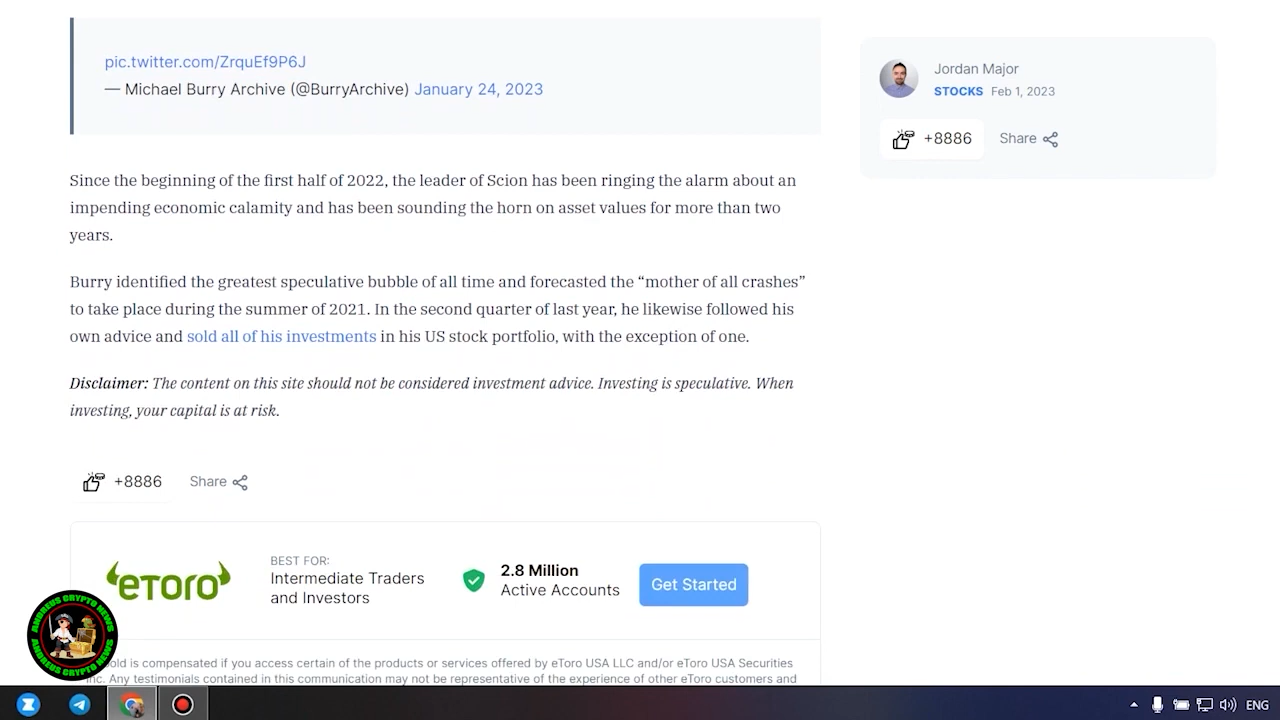 pic.twitter.com/ZrquEf9P6J
— Michael Burry Archive (@BurryArchive) January 24, 2023
Jordan Major
STOCKS Feb 1, 2023
+8886 Share
Since the beginning of the first half of 2022, the leader of Scion has been ringing the alarm about an
impending economic calamity and has been sounding the horn on asset values for more than two
years.
Burry identified the greatest speculative bubble of all time and forecasted the “mother of all crashes”
to take place during the summer of 2021. In the second quarter of last year, he likewise followed his
own advice and sold all of his investments in his US stock portfolio, with the exception of one.
Disclaimer: The content on this site should not be considered investment advice. Investing is speculative. When
investing, your capital is at risk.
+8886 Share
eToro
BEST FOR:
Intermediate Traders
and Investors
2.8 Million
Active Accounts
Get Started
ANDREUS CRYPTO NEWS
ANDREUS CRYPTO NEWS
old is compensated if you access certain of the products or services offered by eToro USA LLC and/or eToro USA Securities
Inc. Any testimonials contained in this communication may not be representative of the experience of other eToro customers and
ENG